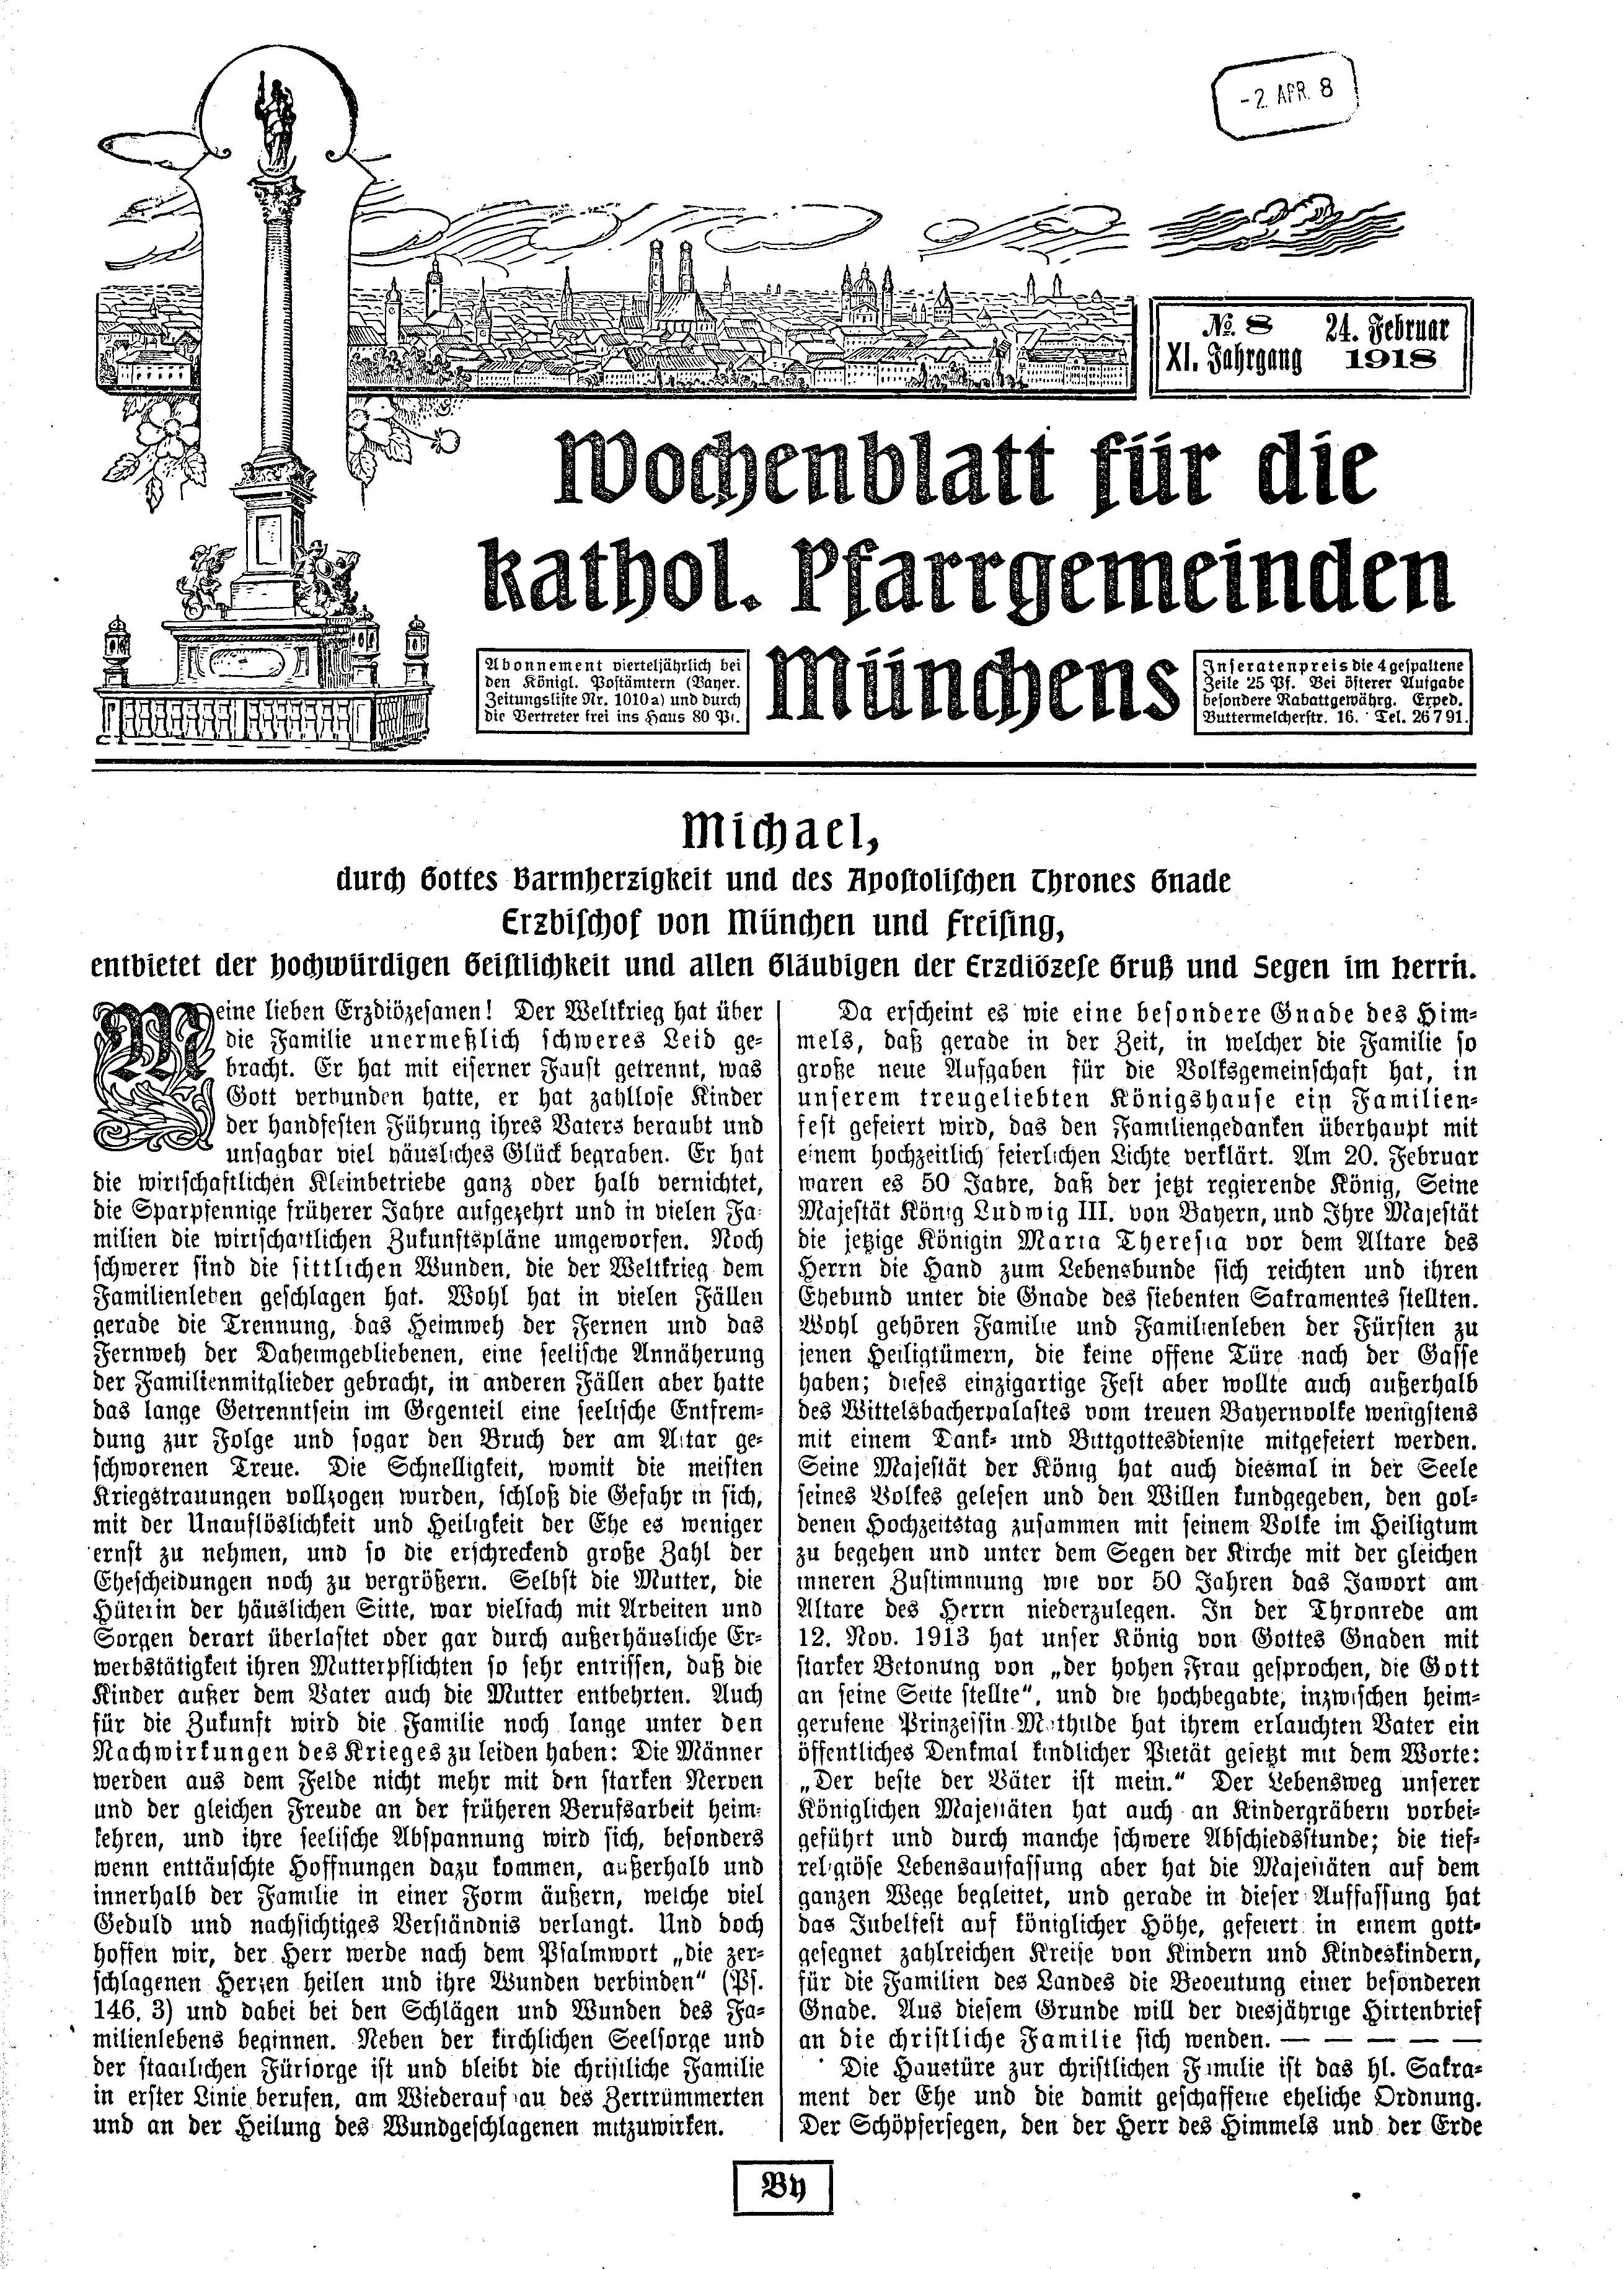 -2. APR. 8
No. 8 24. Februar
XI. Jahrgang 1918
Wochenblatt für die
kathol. Pfarrgemeinden
Münchens
Abonnement vierteljährlich bei
den Königl. Postämtern (Bayer.
Zeitungsliste Nr. 1010a) und durch
die Vertreter frei ins Haus 80 Pf.
Inseratenpreis die 4gespaltene
Zeile 25 Pf. Bei öfterer Aufgabe
besondere Rabattgewährg. Exped.
Buttermelcherstr. 16. Tel. 26791.
Michael,
durch Gottes Barmherzigkeit und des Apostolischen Thrones Gnade
Erzbischof von München und Freising,
entbietet der hochwürdigen Geistlichkeit und allen Gläubigen der Erzdiözese Gruß und Segen im Herrn.
Meine lieben Erzdiözesanen! Der Weltkrieg hat über
die Familie unermeßlich schweres Leid ge-
bracht. Er hat mit eiserner Faust getrennt, was
Gott verbunden hatte, er hat zahllose Kinder
der handfesten Führung ihres Vaters beraubt und
unsagbar viel häusliches Glück begraben. Er hat
die wirtschaftlichen Kleinbetriebe ganz oder halb vernichtet,
die Sparpfennige früherer Jahre aufgezehrt und in vielen Fa-
milien die wirtschaftlichen Zukunftspläne umgeworfen. Noch
schwerer sind die sittlichen Wunden, die der Weltkrieg dem
Familienleben geschlagen hat. Wohl hat in vielen Fällen
gerade die Trennung, das Heimweh der Fernen und das
Fernweh der Daheimgebliebenen, eine seelische Annäherung
der Familienmitglieder gebracht, in anderen Fällen aber hatte
das lange Getrenntsein im Gegenteil eine seelische Entfrem-
dung zur Folge und sogar den Bruch der am Altar ge-
schworenen Treue. Die Schnelligkeit, womit die meisten
Kriegstrauungen vollzogen wurden, schloß die Gefahr in sich,
mit der Unauflöslichkeit und Heiligkeit der Ehe es weniger
ernst zu nehmen, und so die erschreckend große Zahl der
Ehescheidungen noch zu vergrößern. Selbst die Mutter, die
Hüterin der häuslichen Sitte, war vielfach mit Arbeiten und
Sorgen derart überlastet oder gar durch außerhäusliche Er-
werbstätigkeit ihren Mutterpflichten so sehr entrissen, daß die
Kinder außer dem Vater auch die Mutter entbehrten. Auch
für die Zukunft wird die Familie noch lange unter den
Nachwirkungen des Krieges zu leiden haben: Die Männer
werden aus dem Felde nicht mehr mit den starken Nerven
und der gleichen Freude an der früheren Berufsarbeit heim-
kehren, und ihre seelische Abspannung wird sich, besonders
wenn enttäuschte Hoffnungen dazu kommen, außerhalb und
innerhalb der Familie in einer Form äußern, welche viel
Geduld und nachsichtiges Verständnis verlangt. Und doch
hoffen wir, der Herr werde nach dem Psalmwort „die zer-
schlagenen Herzen heilen und ihre Wunden verbinden“ (Ps.
146, 3) und dabei bei den Schlägen und Wunden des Fa-
milienlebens beginnen. Neben der kirchlichen Seelsorge und
der staatlichen Fürsorge ist und bleibt die christliche Familie
in erster Linie berufen, am Wiederaufbau des Zertrümmerten
und an der Heilung des Wundgeschlagenen mitzuwirken.
Da erscheint es wie eine besondere Gnade des Him-
mels, daß gerade in der Zeit, in welcher die Familie so
große neue Aufgaben für die Volksgemeinschaft hat, in
unserem treugeliebten Königshause ein Familien-
fest gefeiert wird, das den Familiengedanken überhaupt mit
einem hochzeitlich feierlichen Lichte verklärt. Am 20. Februar
waren es 50 Jahre, daß der jetzt regierende König, Seine
Majestät König Ludwig III. von Bayern, und Ihre Majestät
die jetzige Königin Maria Theresia vor dem Altare des
Herrn die Hand zum Lebensbunde sich reichten und ihren
Ehebund unter die Gnade des siebenten Sakramentes stellten.
Wohl gehören Familie und Familienleben der Fürsten zu
jenen Heiligtümern, die keine offene Türe nach der Gasse
haben; dieses einzigartige Fest aber wollte auch außerhalb
des Wittelsbacherpalastes vom treuen Bayernvolke wenigstens
mit einem Dank- und Bittgottesdienste mitgefeiert werden.
Seine Majestät der König hat auch diesmal in der Seele
seines Volkes gelesen und den Willen kundgegeben, den gol-
denen Hochzeitstag zusammen mit seinem Volke im Heiligtum
zu begehen und unter dem Segen der Kirche mit der gleichen
inneren Zustimmung wie vor 50 Jahren das Jawort am
Altare des Herrn niederzulegen. In der Thronrede am
12. Nov. 1913 hat unser König von Gottes Gnaden mit
starker Betonung von „der hohen Frau gesprochen, die Gott
an seine Seite stellte“, und die hochbegabte, inzwischen heim-
gerufene Prinzessin Mathilde hat ihrem erlauchten Vater ein
öffentliches Denkmal kindlicher Pietät gesetzt mit dem Worte:
„Der beste der Väter ist mein.“ Der Lebensweg unserer
Königlichen Majestäten hat auch an Kindergräbern vorbei-
geführt und durch manche schwere Abschiedsstunde; die tief-
religiöse Lebensauffassung aber hat die Majestäten auf dem
ganzen Wege begleitet, und gerade in dieser Auffassung hat
das Jubelfest auf königlicher Höhe, gefeiert in einem gott-
gesegnet zahlreichen Kreise von Kindern und Kindeskindern,
für die Familien des Landes die Bedeutung einer besonderen
Gnade. Aus diesem Grunde will der diesjährige Hirtenbrief
an die christliche Familie sich wenden. — — — — —
Die Haustüre zur christlichen Familie ist das hl. Sakra-
ment der Ehe und die damit geschaffene eheliche Ordnung.
Der Schöpfersegen, den der Herr des Himmels und der Erde
By